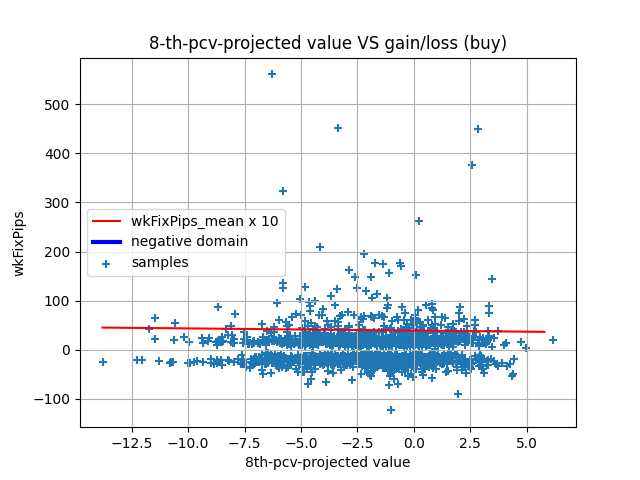 8-th-pcv-projected value VS gain/loss (buy)
500
400
300
200
100
0
−100
wkFixPips
wkFixPips_mean x 10
negative domain
samples
−12.5 −10.0 −7.5 −5.0 −2.5 0.0 2.5 5.0
8th-pcv-projected value